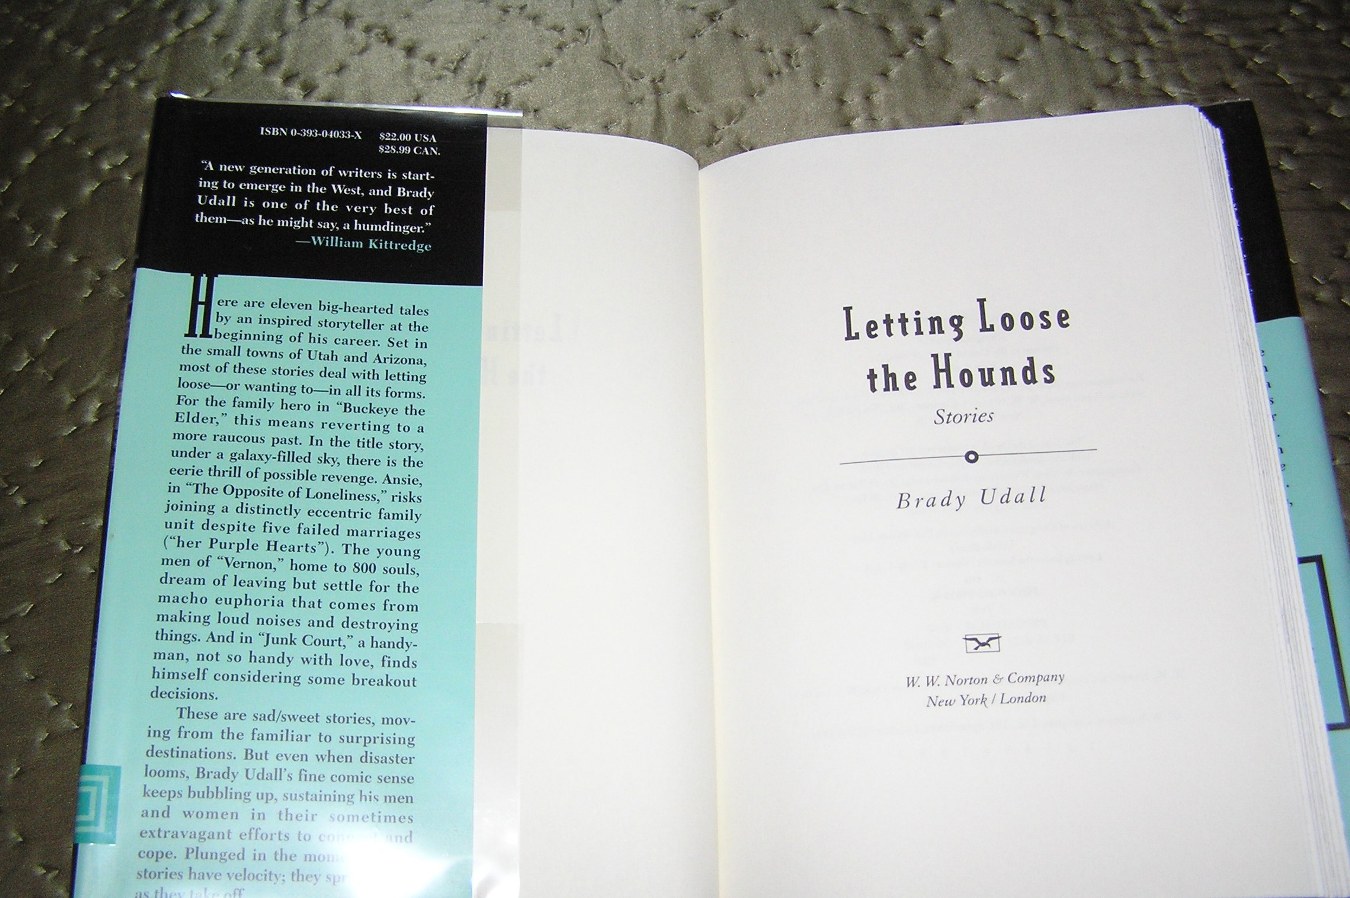 ISBN 0-393-04033-X $22.00 USA
$28.99 CAN.
"A new generation of writers is start-
ing to emerge in the West, and Brady
Udall is one of the very best of
them—as he might say, a humdinger."
—William Kittredge
Here are eleven big-hearted tales
by an inspired storyteller at the
beginning of his career. Set in
the small towns of Utah and Arizona,
most of these stories deal with letting
loose—or wanting to—in all its forms.
For the family hero in "Buckeye the
Elder," this means reverting to a
more raucous past. In the title story,
under a galaxy-filled sky, there is the
eerie thrill of possible revenge. Ansie,
in "The Opposite of Loneliness," risks
joining a distinctly eccentric family
unit despite five failed marriages
("her Purple Hearts"). The young
men of "Vernon," home to 800 souls,
dream of leaving but settle for the
macho euphoria that comes from
making loud noises and destroying
things. And in "Junk Court," a handy-
man, not so handy with love, finds
himself considering some breakout
decisions.
These are sad/sweet stories, mov-
ing from the familiar to surprising
destinations. But even when disaster
looms, Brady Udall's fine comic sense
keeps bubbling up, sustaining his men
and women in their sometimes
extravagant efforts to and
cope. Plunged in the
stories have velocity; they
as they take off
Letting Loose
the Hounds
Stories
Brady Udall
W. W. Norton & Company
New York / London